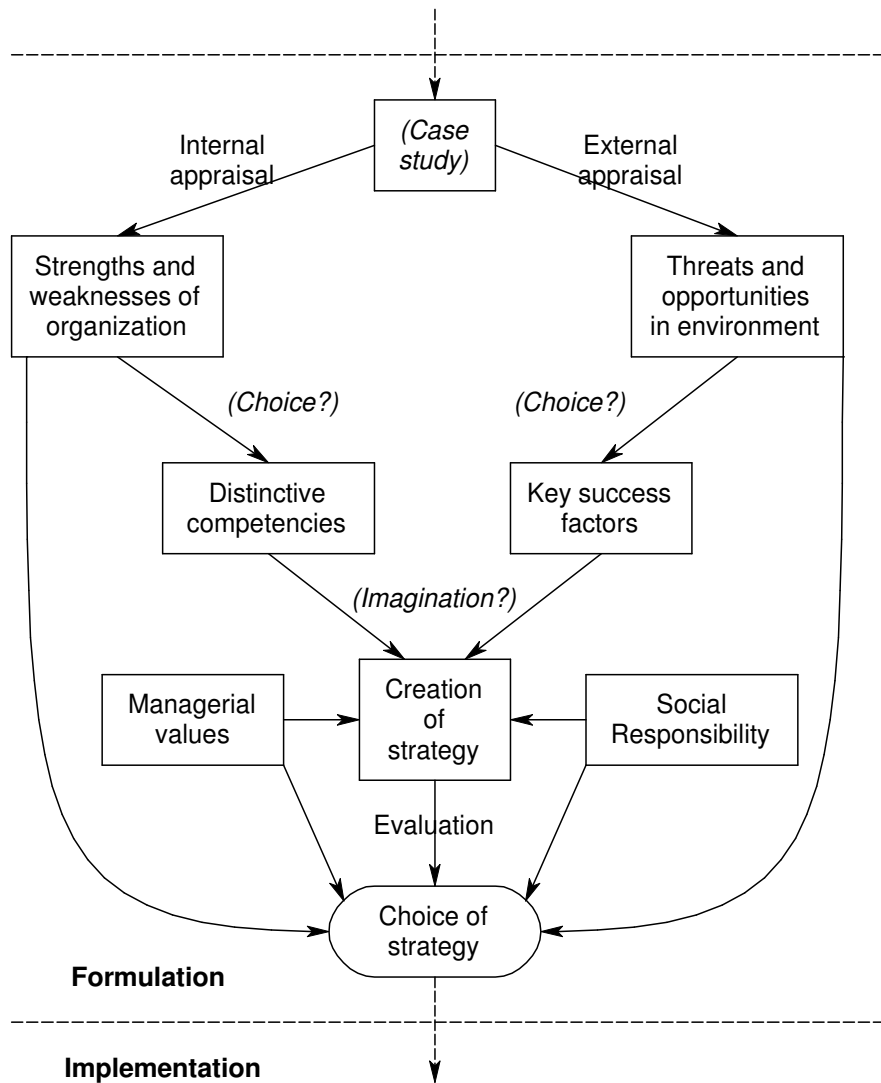 (Case
study)
Internal
appraisal
External
appraisal
Strengths and
weaknesses of
organization
Threats and
opportunities
in environment
(Choice?)
(Choice?)
Distinctive
competencies
Key success
factors
(Imagination?)
Managerial
values
Creation
of
strategy
Social
Responsibility
Evaluation
Choice of
strategy
Formulation
Implementation